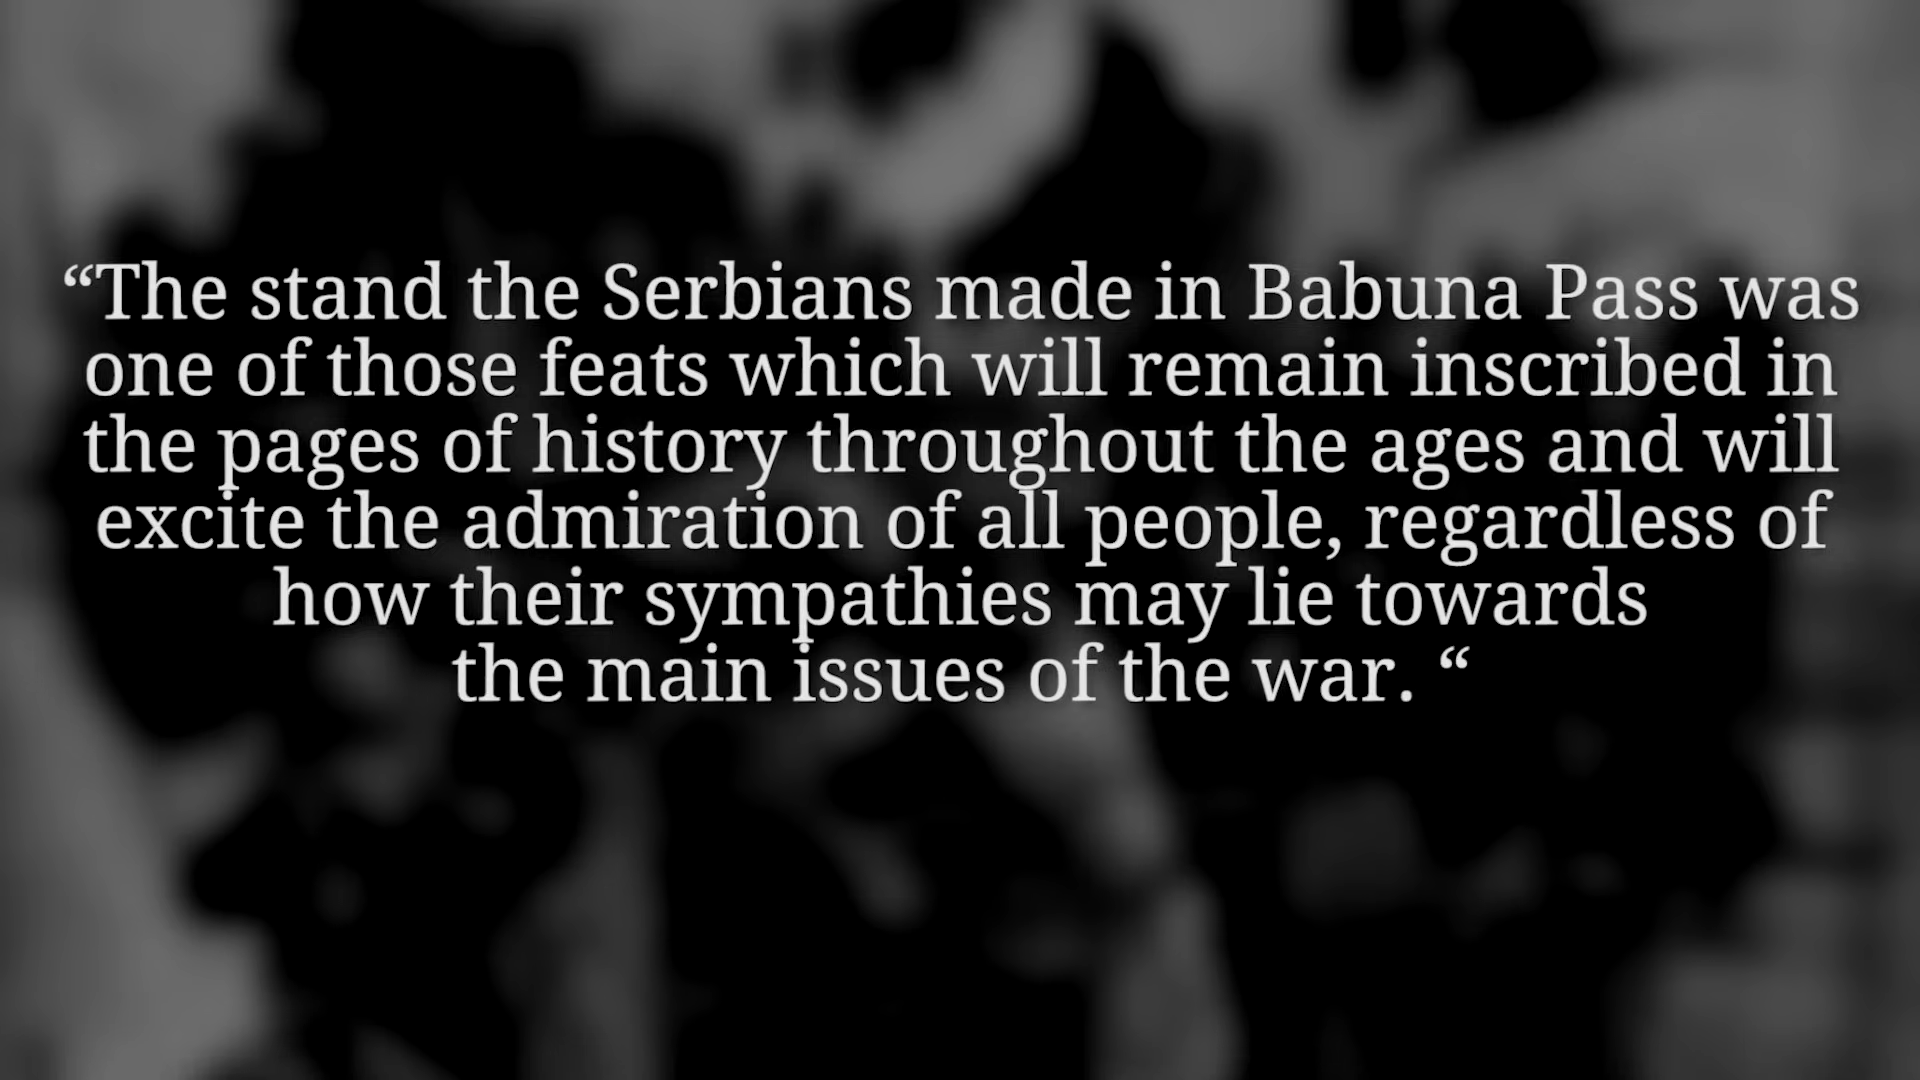 “The stand the Serbians made in Babuna Pass was
one of those feats which will remain inscribed in
the pages of history throughout the ages and will
excite the admiration of all people, regardless of
how their sympathies may lie towards
the main issues of the war. “